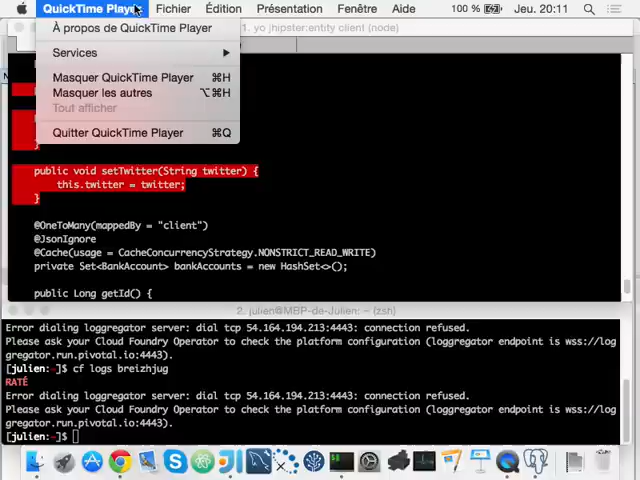 QuickTime Player Fichier Édition Présentation Fenêtre Aide 100 % Jeu. 20:11
1. yo jhipster:entity client (node)
À propos de QuickTime Player
Services
Masquer QuickTime Player ⌘H
Masquer les autres ⌥⌘H
Tout afficher
Quitter QuickTime Player ⌘Q
}
public void setTwitter(String twitter) {
this.twitter = twitter;
}
@OneToMany(mappedBy = "client")
@JsonIgnore
@Cache(usage = CacheConcurrencyStrategy.NONSTRICT_READ_WRITE)
private Set<BankAccount> bankAccounts = new HashSet<>();
public Long getId() {
2. julien@MBP-de-Julien: ~ (zsh)
Error dialing loggregator server: dial tcp 54.164.194.213:4443: connection refused.
Please ask your Cloud Foundry Operator to check the platform configuration (loggregator endpoint is wss://log
gregator.run.pivotal.io:4443).
[julien:~]$ cf logs breizhjug
RATÉ
Error dialing loggregator server: dial tcp 54.164.194.213:4443: connection refused.
Please ask your Cloud Foundry Operator to check the platform configuration (loggregator endpoint is wss://log
gregator.run.pivotal.io:4443).
[julien:~]$